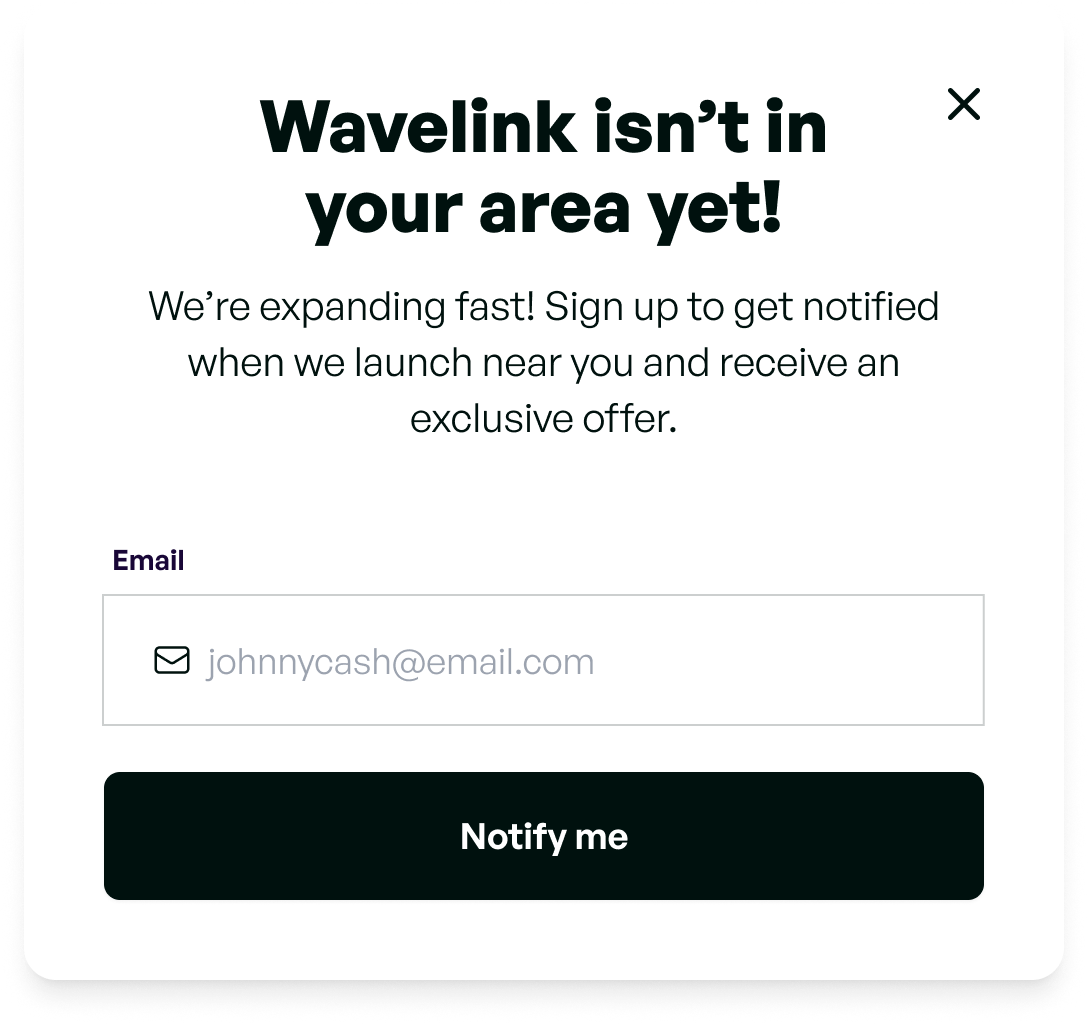 Wavelink isn’t in
your area yet!
We’re expanding fast! Sign up to get notified
when we launch near you and receive an
exclusive offer.
Email
johnnycash@email.com
Notify me